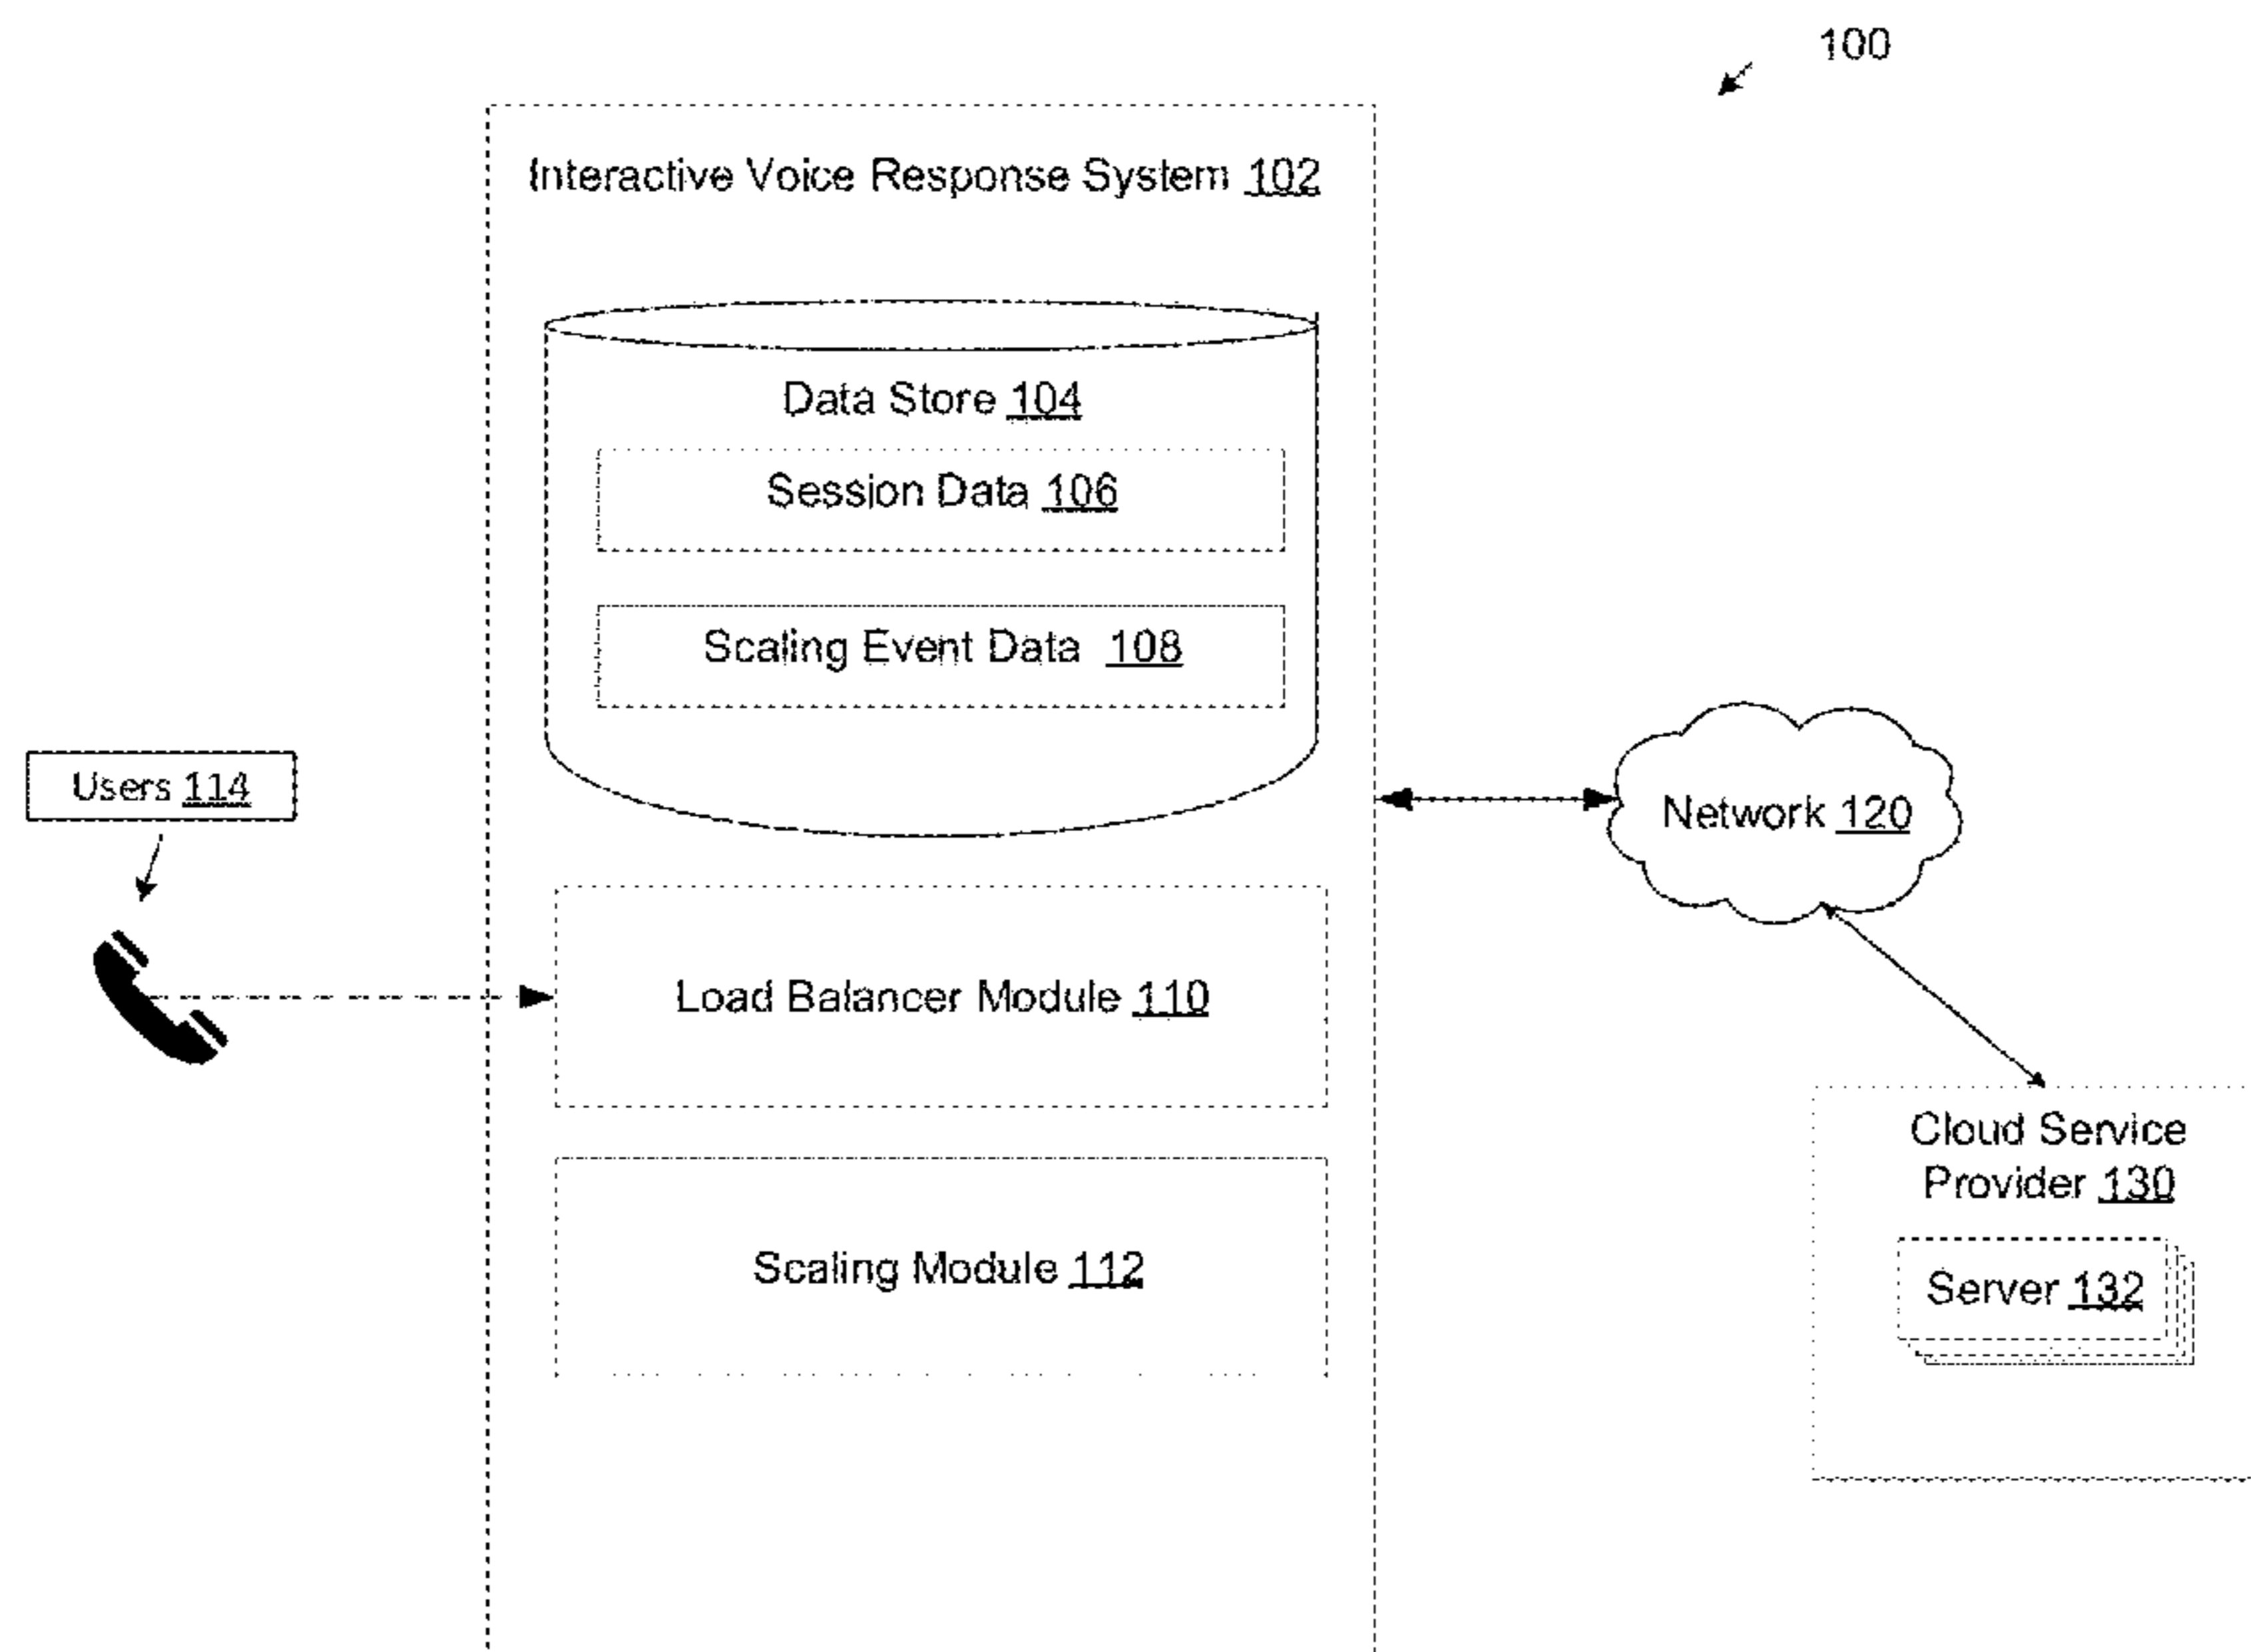 100
Interactive Voice Response System 102
Data Store 104
Session Data 106
Scaling Event Data 108
Users 114
Network 120
Load Balancer Module 110
Cloud Service
Provider 130
Scaling Module 112
Server 132